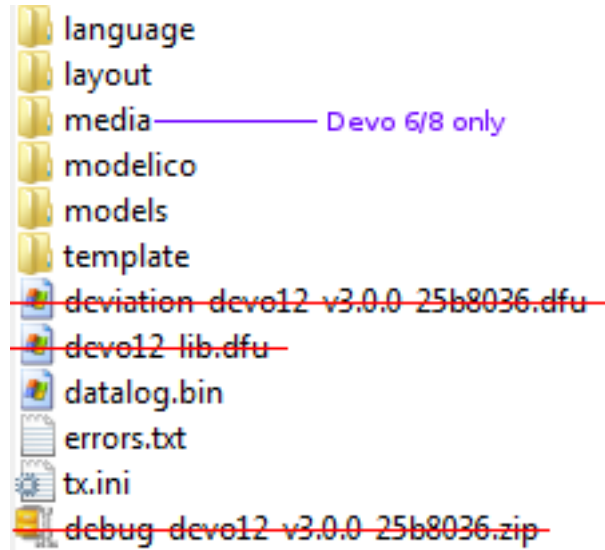 language
layout
media Devo 6/8 only
modelico
models
template
deviation devo12 v3.0.0 25b8036.dfu
devo12 lib.dfu
datalog.bin
errors.txt
tx.ini
debug devo12 v3.0.0 25b8036.zip